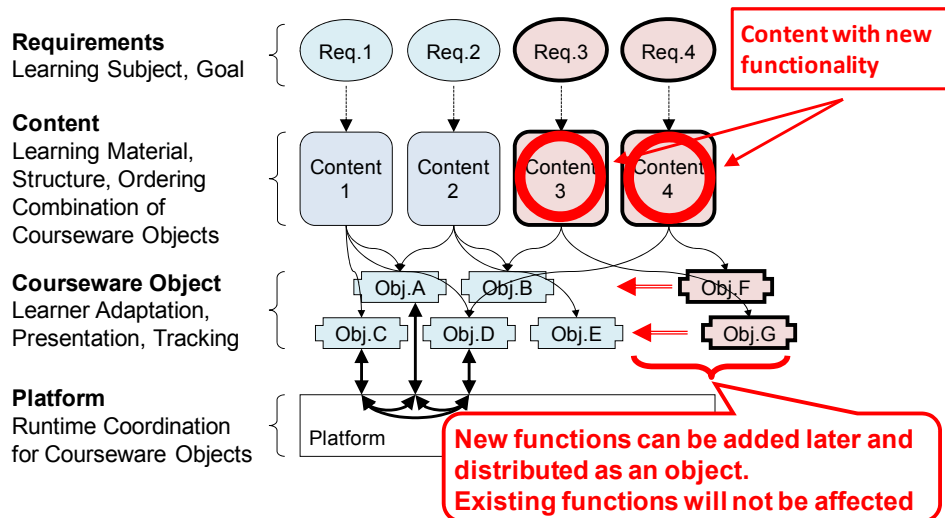 Requirements
Learning Subject, Goal
Req.1
Req.2
Req.3
Req.4
Content with new
functionality
Content
Learning Material,
Structure, Ordering
Combination of
Courseware Objects
Content
1
Content
2
Content
3
Content
4
Courseware Object
Learner Adaptation,
Presentation, Tracking
Obj.A
Obj.B
Obj.F
Obj.C
Obj.D
Obj.E
Obj.G
Platform
Runtime Coordination
for Courseware Objects
Platform
New functions can be added later and
distributed as an object.
Existing functions will not be affected